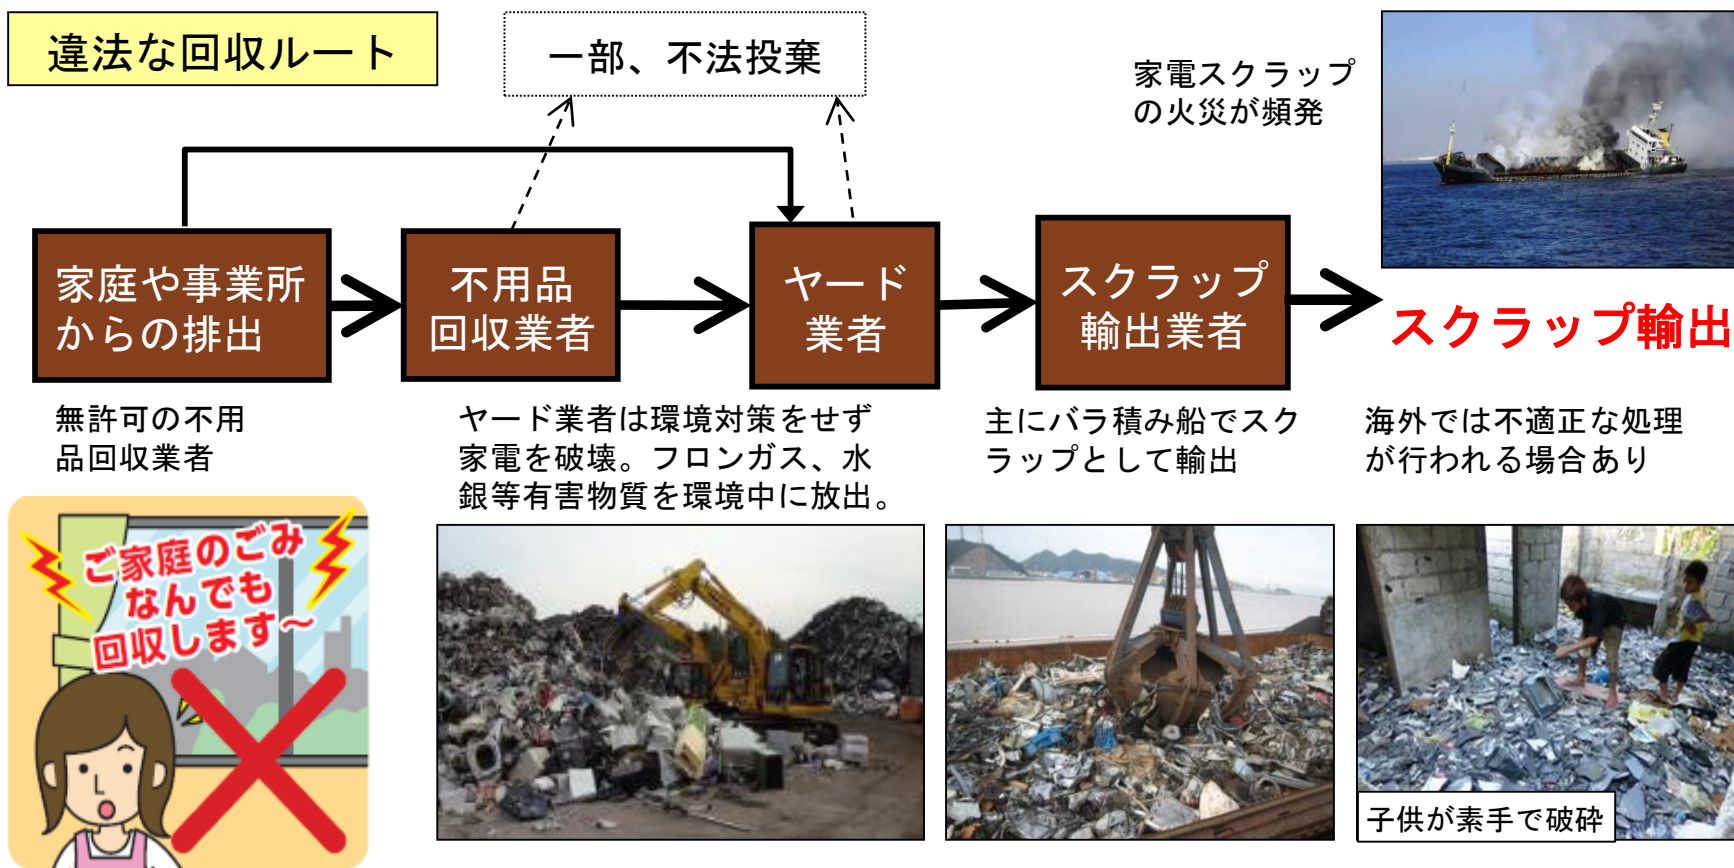 違法な回収ルート
一部、不法投棄
家電スクラップ
の火災が頻発
家庭や事業所
からの排出
不用品
回収業者
ヤード
業者
スクラップ
輸出業者
スクラップ輸出
無許可の不用
品回収業者
ヤード業者は環境対策をせず
家電を破壊。フロンガス、水
銀等有害物質を環境中に放出。
主にバラ積み船でスク
ラップとして輸出
海外では不適正な処理
が行われる場合あり
ご家庭のごみ
なんでも
回収します～
子供が素手で破砕